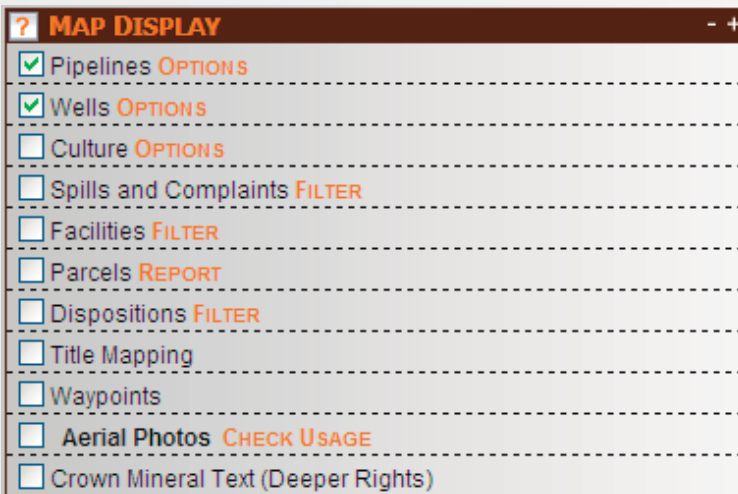 ? MAP DISPLAY - +
Pipelines OPTIONS
Wells OPTIONS
Culture OPTIONS
Spills and Complaints FILTER
Facilities FILTER
Parcels REPORT
Dispositions FILTER
Title Mapping
Waypoints
Aerial Photos CHECK USAGE
Crown Mineral Text (Deeper Rights)